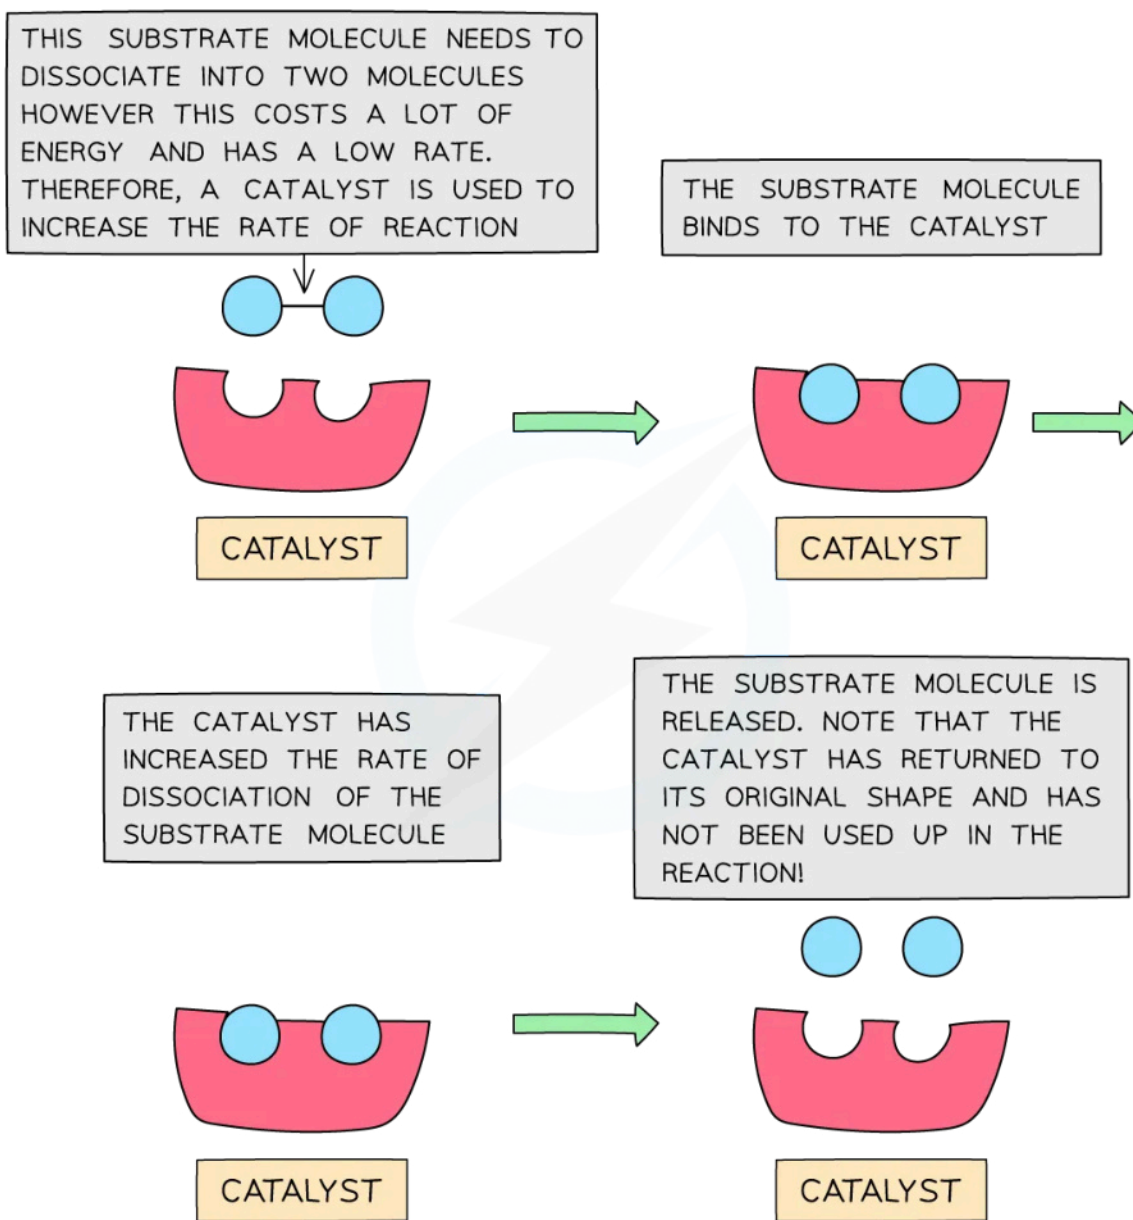 THIS SUBSTRATE MOLECULE NEEDS TO
DISSOCIATE INTO TWO MOLECULES
HOWEVER THIS COSTS A LOT OF
ENERGY AND HAS A LOW RATE.
THEREFORE, A CATALYST IS USED TO
INCREASE THE RATE OF REACTION
THE SUBSTRATE MOLECULE
BINDS TO THE CATALYST
CATALYST
CATALYST
THE CATALYST HAS
INCREASED THE RATE OF
DISSOCIATION OF THE
SUBSTRATE MOLECULE
THE SUBSTRATE MOLECULE IS
RELEASED. NOTE THAT THE
CATALYST HAS RETURNED TO
ITS ORIGINAL SHAPE AND HAS
NOT BEEN USED UP IN THE
REACTION!
CATALYST
CATALYST